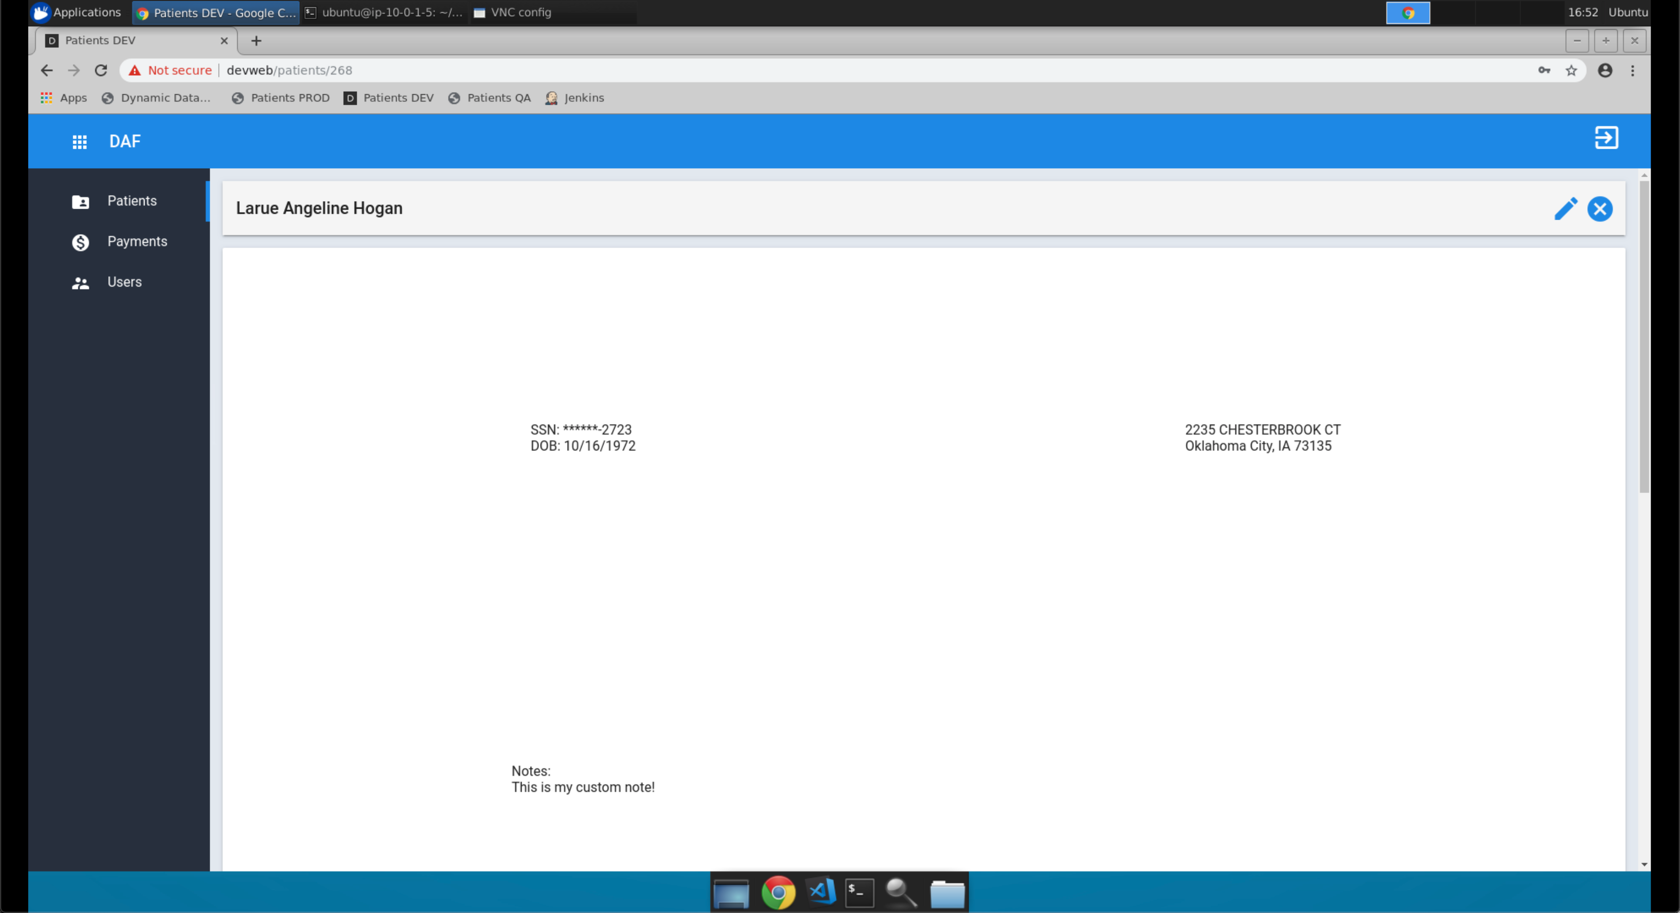 Applications
Patients DEV - Google C...
ubuntu@ip-10-0-1-5: ~/...
VNC config
16:52 Ubuntu
D Patients DEV
Not secure | devweb/patients/268
Apps
Dynamic Data...
Patients PROD
D Patients DEV
Patients QA
Jenkins
DAF
Patients
Payments
Users
Larue Angeline Hogan
SSN: ******-2723
DOB: 10/16/1972
2235 CHESTERBROOK CT
Oklahoma City, IA 73135
Notes:
This is my custom note!
$_